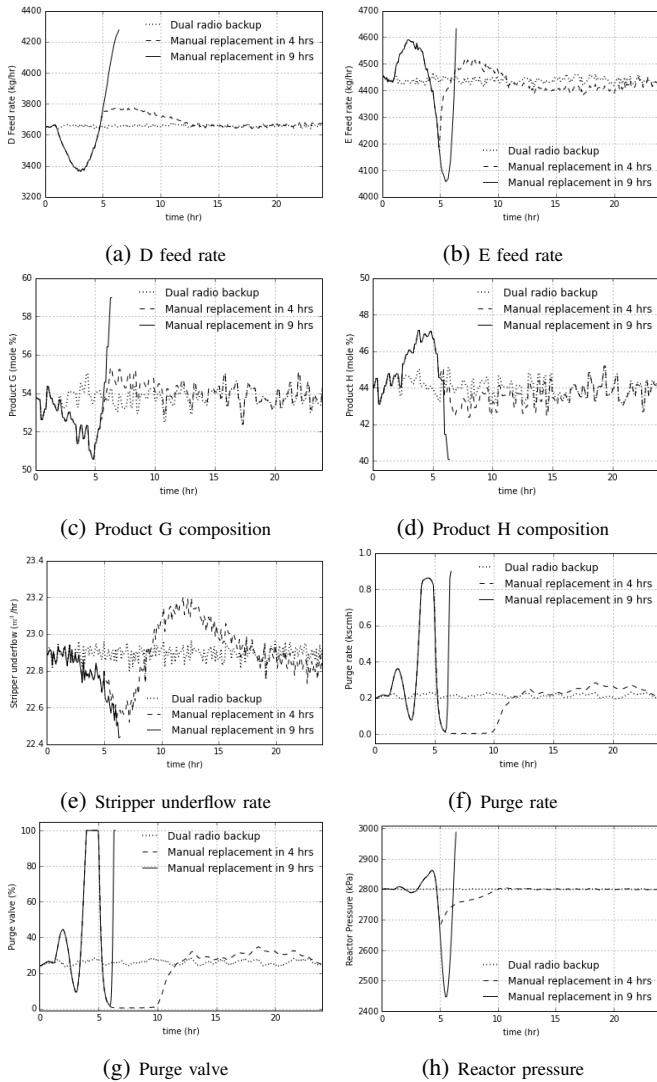 4400
4200
4000
3800
3600
3400
3200
D Feed rate (kg/hr)
Dual radio backup
Manual replacement in 4 hrs
Manual replacement in 9 hrs
0 5 10 15 20
time (hr)
(a) D feed rate
4700
4600
4500
4400
4300
4200
4100
4000
E Feed rate (kg/hr)
Dual radio backup
Manual replacement in 4 hrs
Manual replacement in 9 hrs
0 5 10 15 20
time (hr)
(b) E feed rate
60
58
56
54
52
50
Product G (mole %)
Dual radio backup
Manual replacement in 4 hrs
Manual replacement in 9 hrs
0 5 10 15 20
time (hr)
(c) Product G composition
50
48
46
44
42
40
Product H (mole %)
Dual radio backup
Manual replacement in 4 hrs
Manual replacement in 9 hrs
0 5 10 15 20
time (hr)
(d) Product H composition
23.4
23.2
23.0
22.8
22.6
22.4
Stripper underflow (m³ /hr)
Dual radio backup
Manual replacement in 4 hrs
Manual replacement in 9 hrs
0 5 10 15 20
time (hr)
(e) Stripper underflow rate
1.0
0.8
0.6
0.4
0.2
0.0
Purge rate (kscmh)
Dual radio backup
Manual replacement in 4 hrs
Manual replacement in 9 hrs
0 5 10 15 20
time (hr)
(f) Purge rate
100
80
60
40
20
0
Purge valve (%)
Dual radio backup
Manual replacement in 4 hrs
Manual replacement in 9 hrs
0 5 10 15 20
time (hr)
(g) Purge valve
3000
2900
2800
2700
2600
2500
2400
Reactor Pressure (kPa)
Dual radio backup
Manual replacement in 4 hrs
Manual replacement in 9 hrs
0 5 10 15 20
time (hr)
(h) Reactor pressure